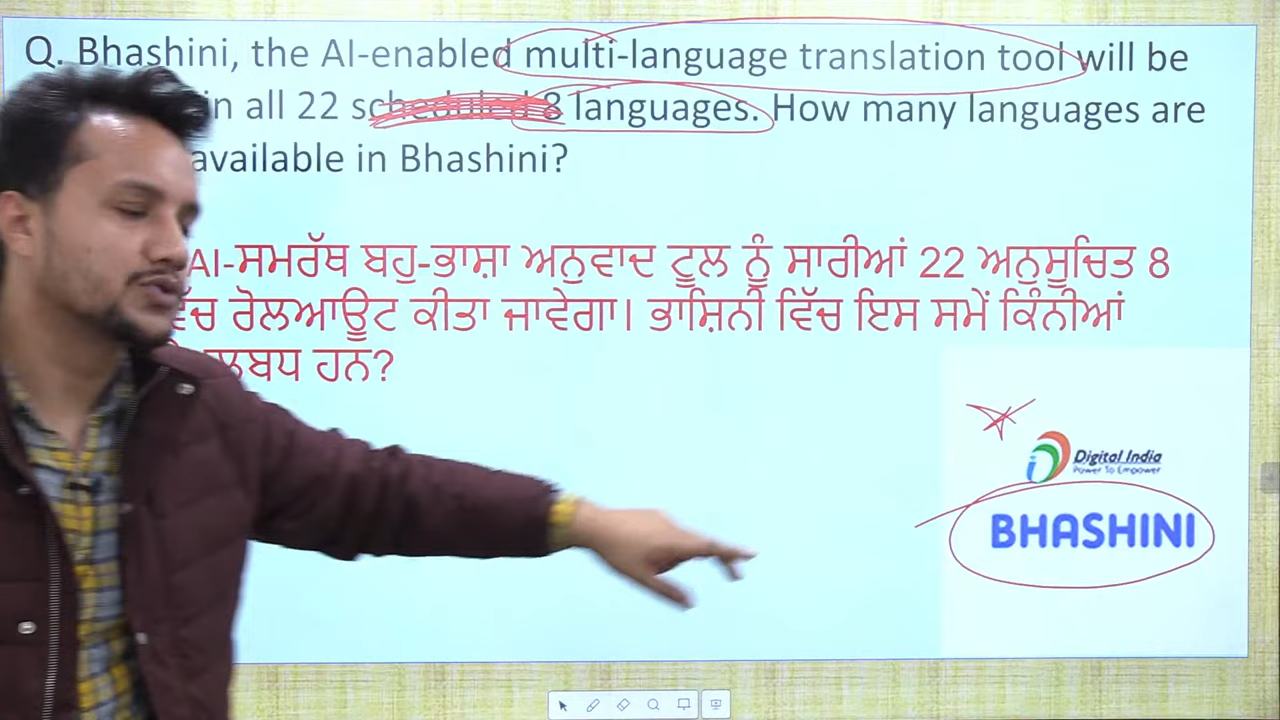 Q. Bhashini, the AI-enabled multi-language translation tool will be
in all 22 scheduled 8 languages. How many languages are
available in Bhashini?
AI-ਸਮਰੱਥ ਬਹੁ-ਭਾਸ਼ਾ ਅਨੁਵਾਦ ਟੂਲ ਨੂੰ ਸਾਰੀਆਂ 22 ਅਨੁਸੂਚਿਤ 8
ਰੋਲਆਊਟ ਕੀਤਾ ਜਾਵੇਗਾ। ਭਾਸ਼ਿਨੀ ਵਿੱਚ ਇਸ ਸਮੇਂ ਕਿੰਨੀਆਂ
ਹਨ?
Digital India
Power To Empower
BHASHINI